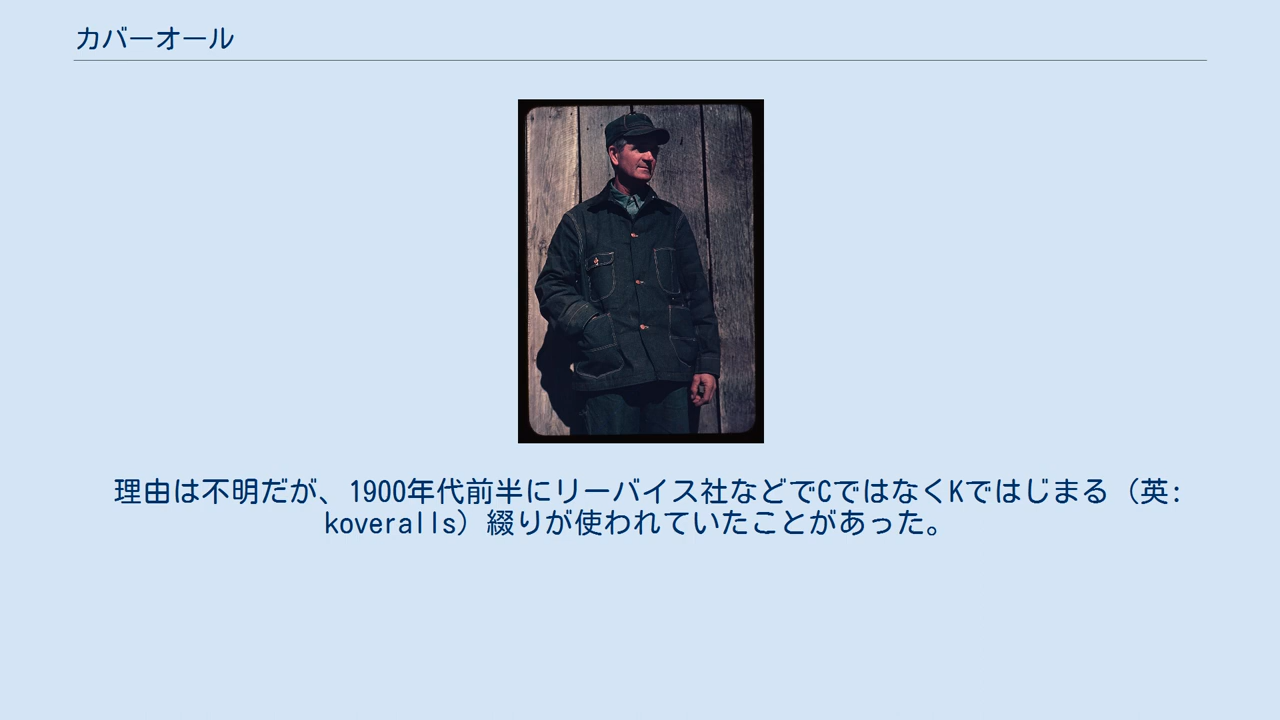 カバーオール
理由は不明だが、1900年代前半にリーバイス社などでCではなくKではじまる（英:
koveralls）綴りが使われていたことがあった。